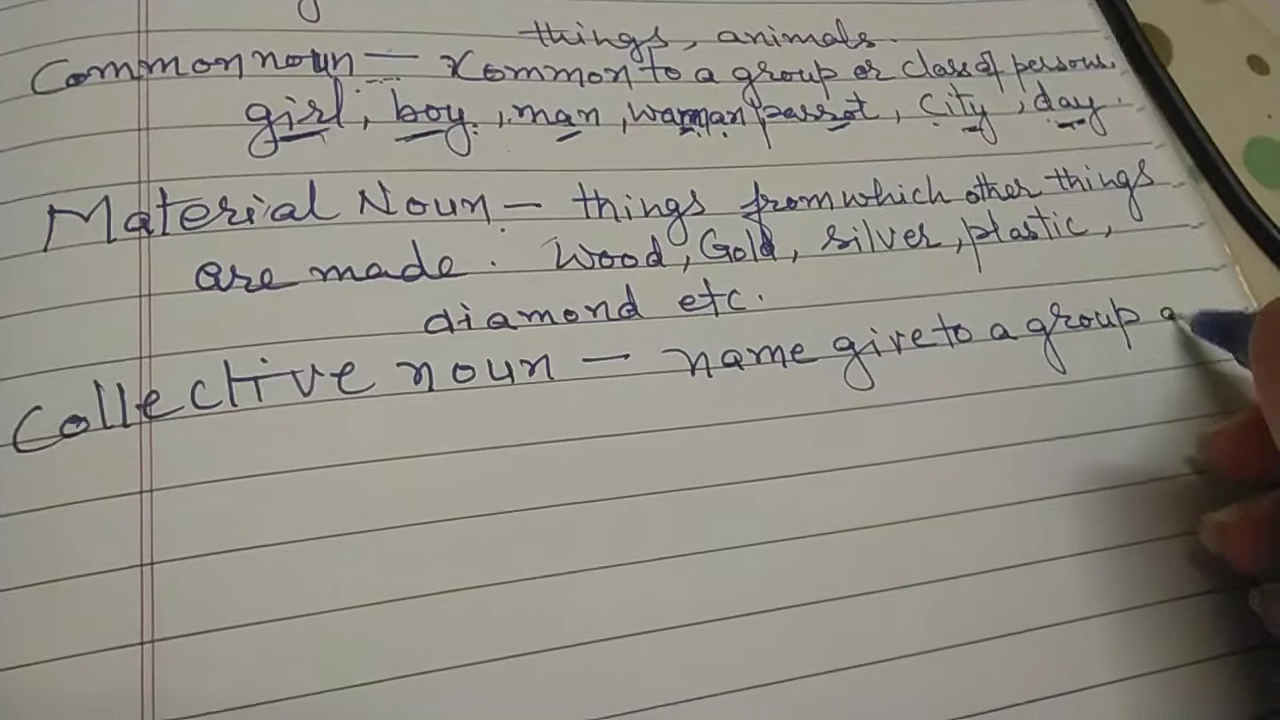 things, animals.
Common noun — Common to a group or class of persons.
girl, boy, man, woman parrot, city, day.
Material Noun — things from which other things
are made. Wood, Gold, silver, plastic,
diamond etc.
Collective noun — name give to a group